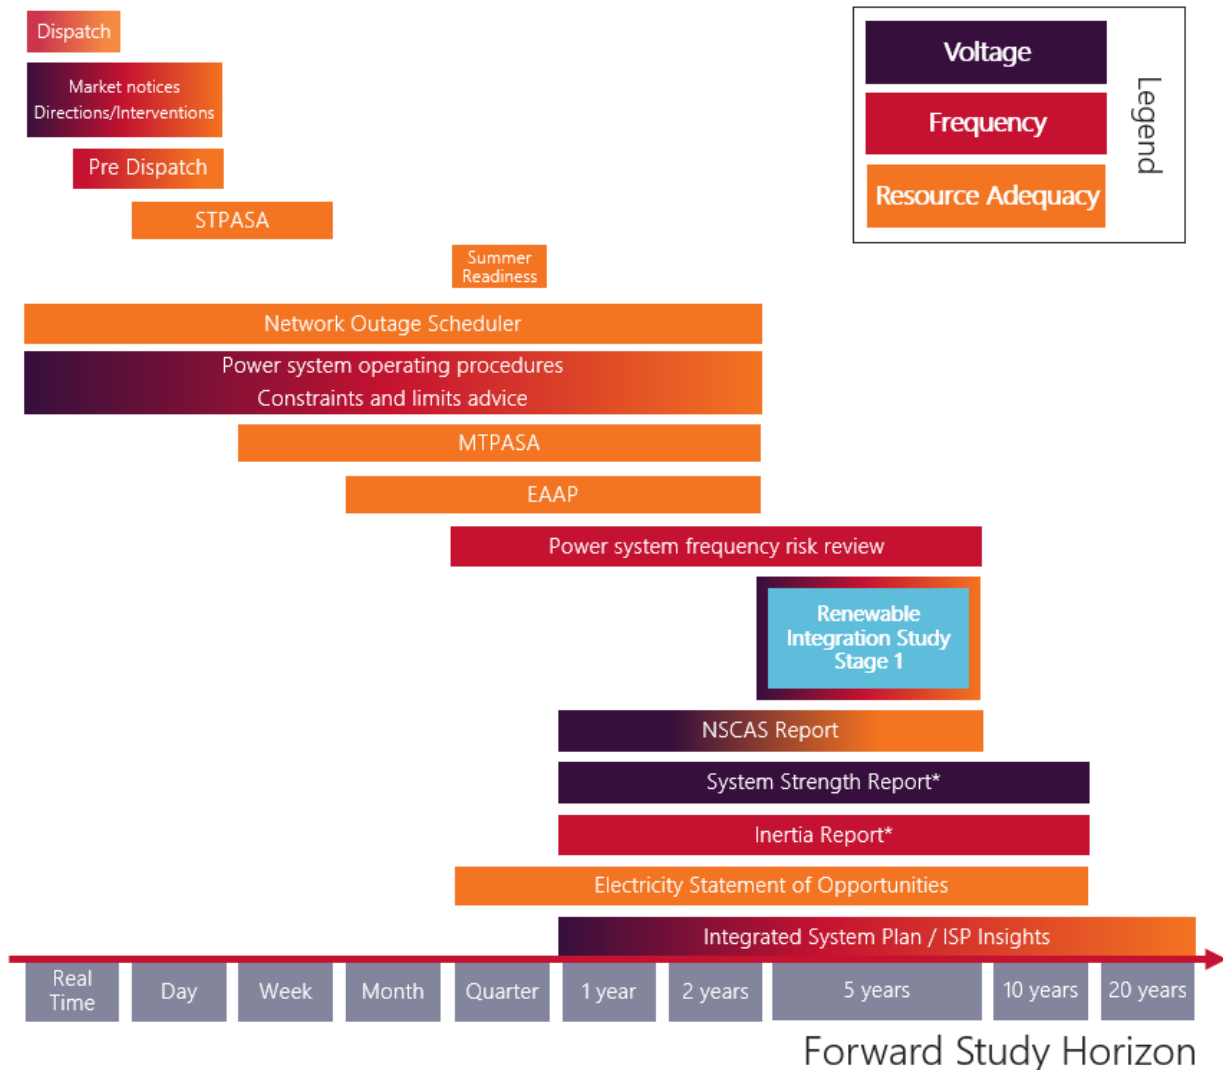 Dispatch
Market notices
Directions/Interventions
Pre Dispatch
STPASA
Summer
Readiness
Network Outage Scheduler
Power system operating procedures
Constraints and limits advice
MTPASA
EAAP
Power system frequency risk review
Renewable
Integration Study
Stage 1
NSCAS Report
System Strength Report*
Inertia Report*
Electricity Statement of Opportunities
Integrated System Plan / ISP Insights
Real
Time
Day
Week
Month
Quarter
1 year
2 years
5 years
10 years
20 years
Forward Study Horizon
Voltage
Frequency
Resource Adequacy
Legend